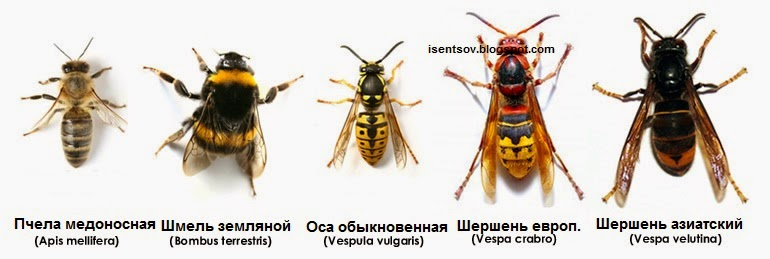 isentsov.blogspot.com
Пчела медоносная
(Apis mellifera)
Шмель земляной
(Bombus terrestris)
Оса обыкновенная
(Vespula vulgaris)
Шершень европ.
(Vespa crabro)
Шершень азиатский
(Vespa velutina)